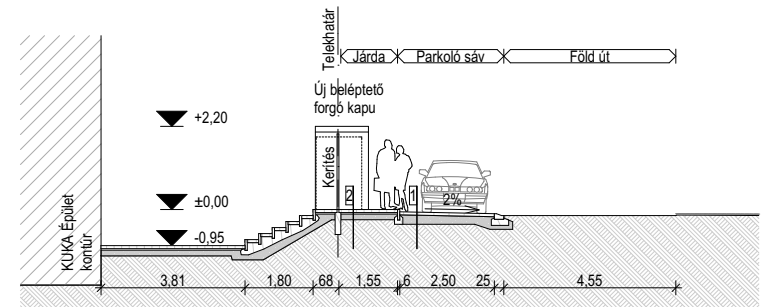 Telekhatár
Járda
Parkoló sáv
Föld út
Új beléptető
forgó kapu
+2,20
Kerítés
2
1
2%
±0,00
-0,95
KUKA Épület
kontúr
3,81
1,80
68
1,55
6
2,50
25
4,55